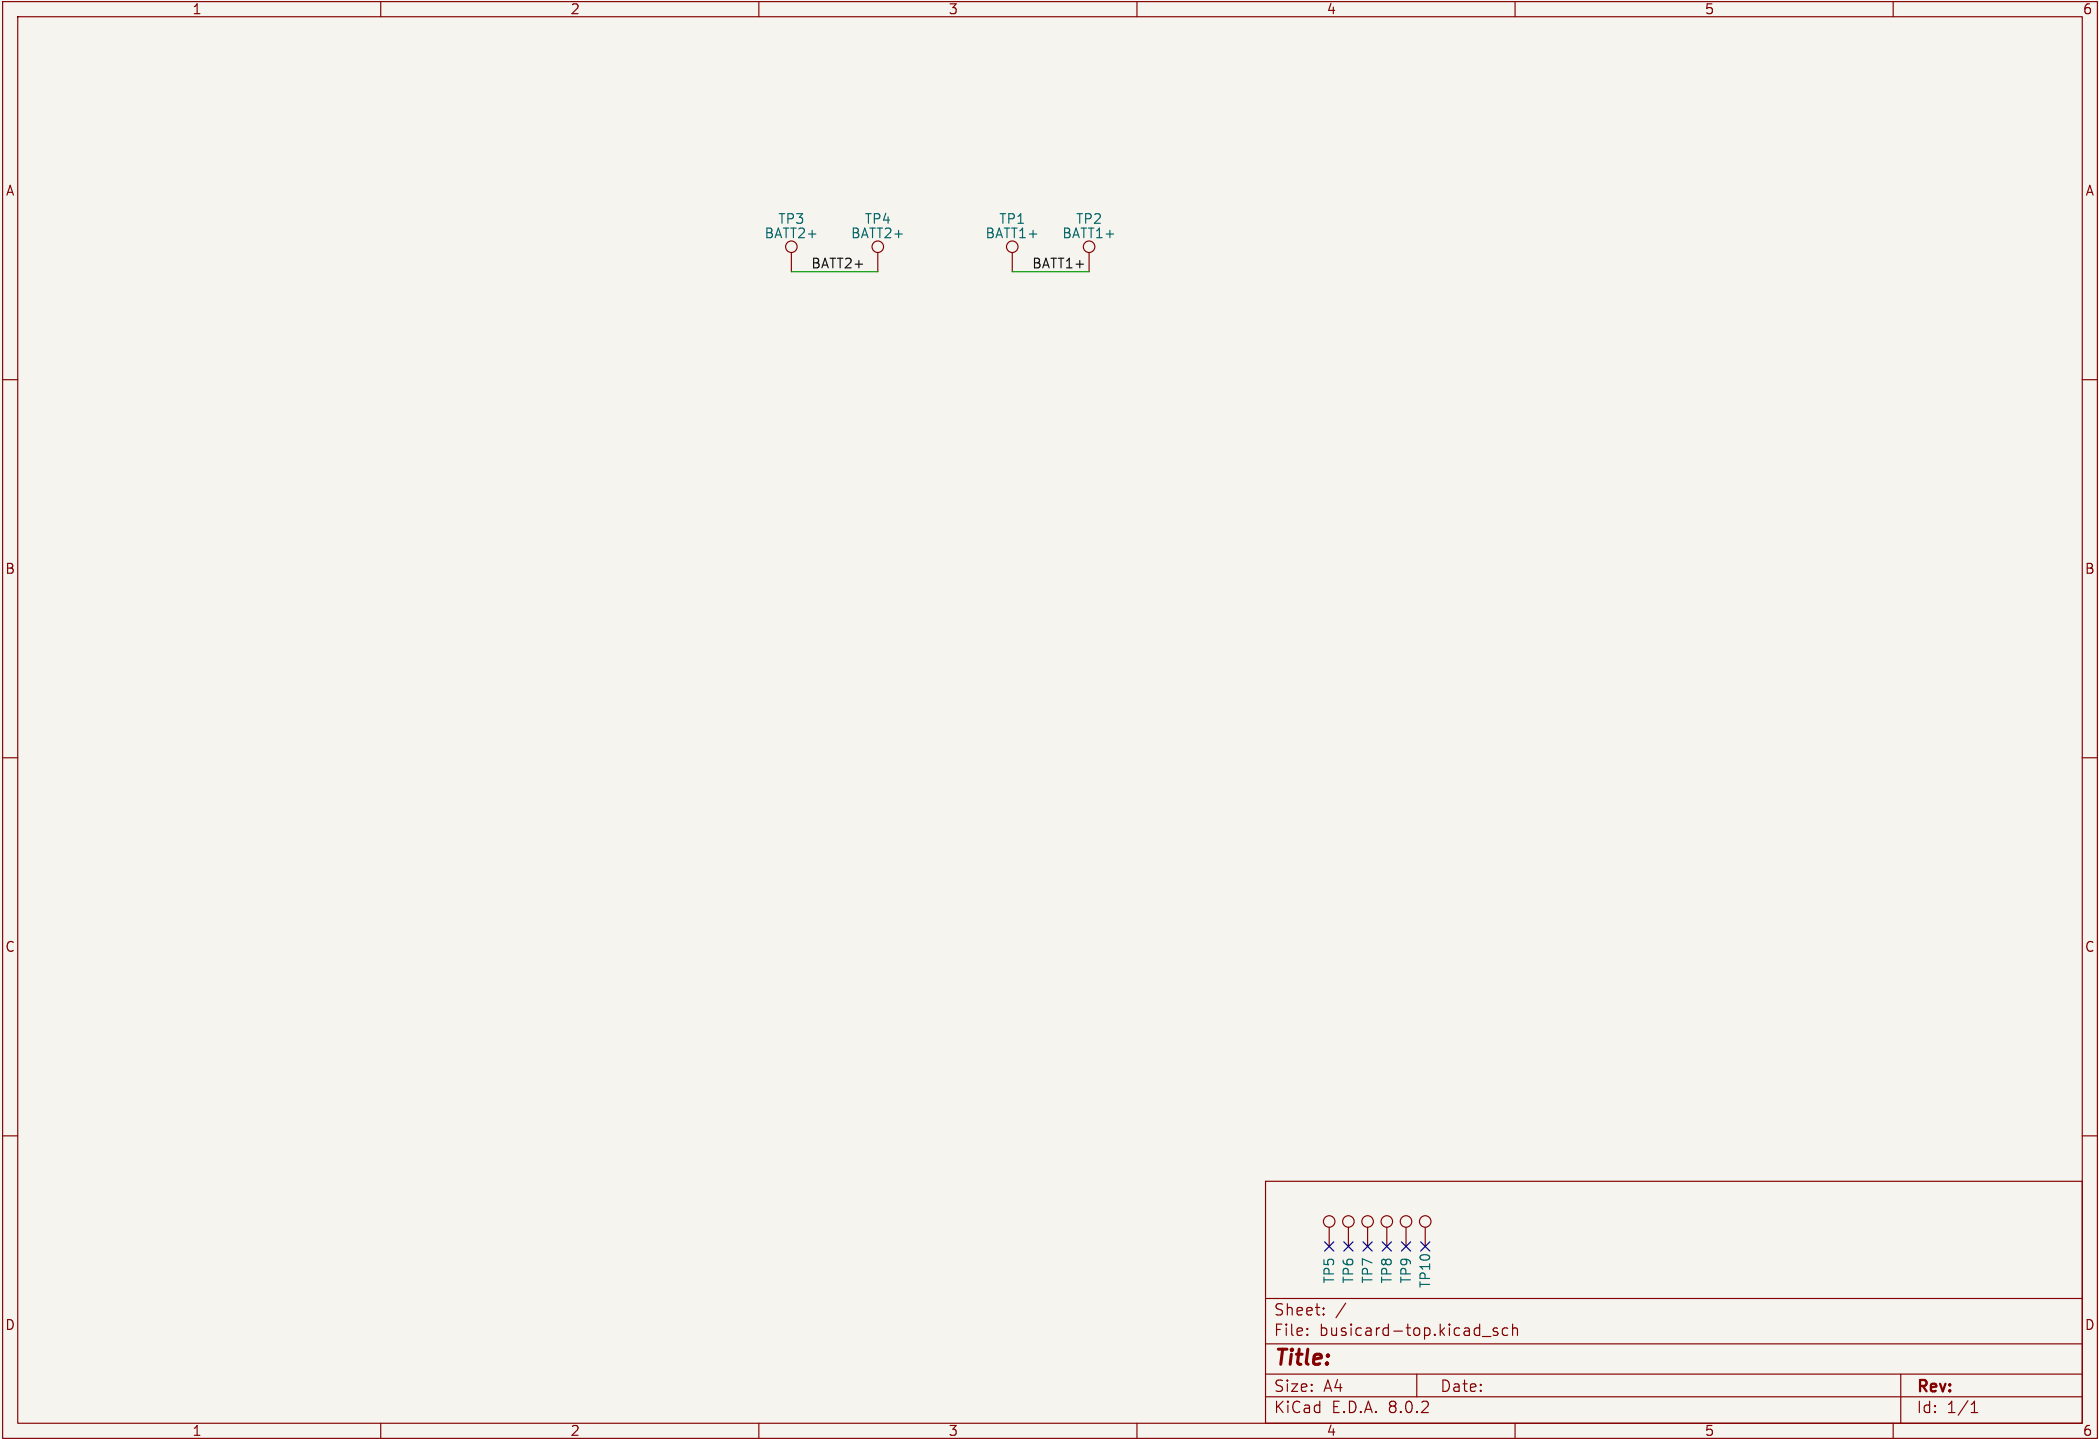 1 2 3 4 5 6
A A
TP3 TP4 TP1 TP2
BATT2+ BATT2+ BATT1+ BATT1+
BATT2+ BATT1+
B B
C C
TP5 TP6 TP7 TP8 TP9 TP10
Sheet: /
D D
File: busicard-top.kicad_sch
Title:
Size: A4 Date: Rev:
KiCad E.D.A. 8.0.2 Id: 1/1
1 2 3 4 5 6